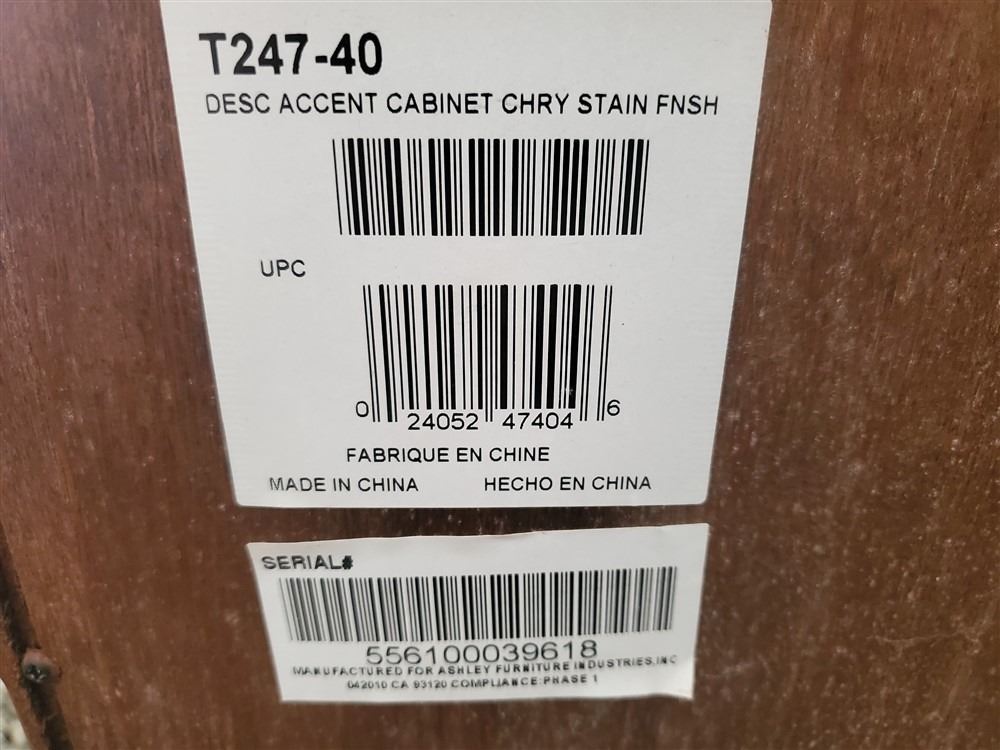 T247-40
DESC ACCENT CABINET CHRY STAIN FNSH
UPC
0 24052 47404 6
FABRIQUE EN CHINE
MADE IN CHINA HECHO EN CHINA
SERIAL#
556100039618
MANUFACTURED FOR ASHLEY FURNITURE INDUSTRIES,INC
042010 CA 93120 COMPLIANCE:PHASE 1